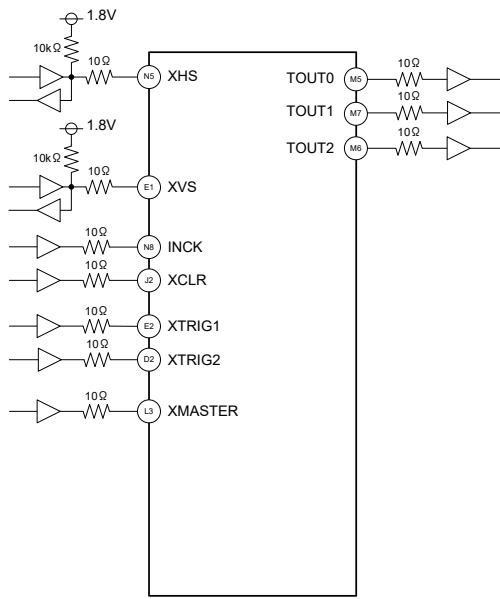 1.8V
10kΩ
10Ω
N5
XHS
1.8V
10kΩ
10Ω
E1
XVS
10Ω
N8
INCK
10Ω
J2
XCLR
10Ω
E2
XTRIG1
10Ω
D2
XTRIG2
10Ω
L3
XMASTER
TOUT0
M5
10Ω
TOUT1
M7
10Ω
TOUT2
M6
10Ω